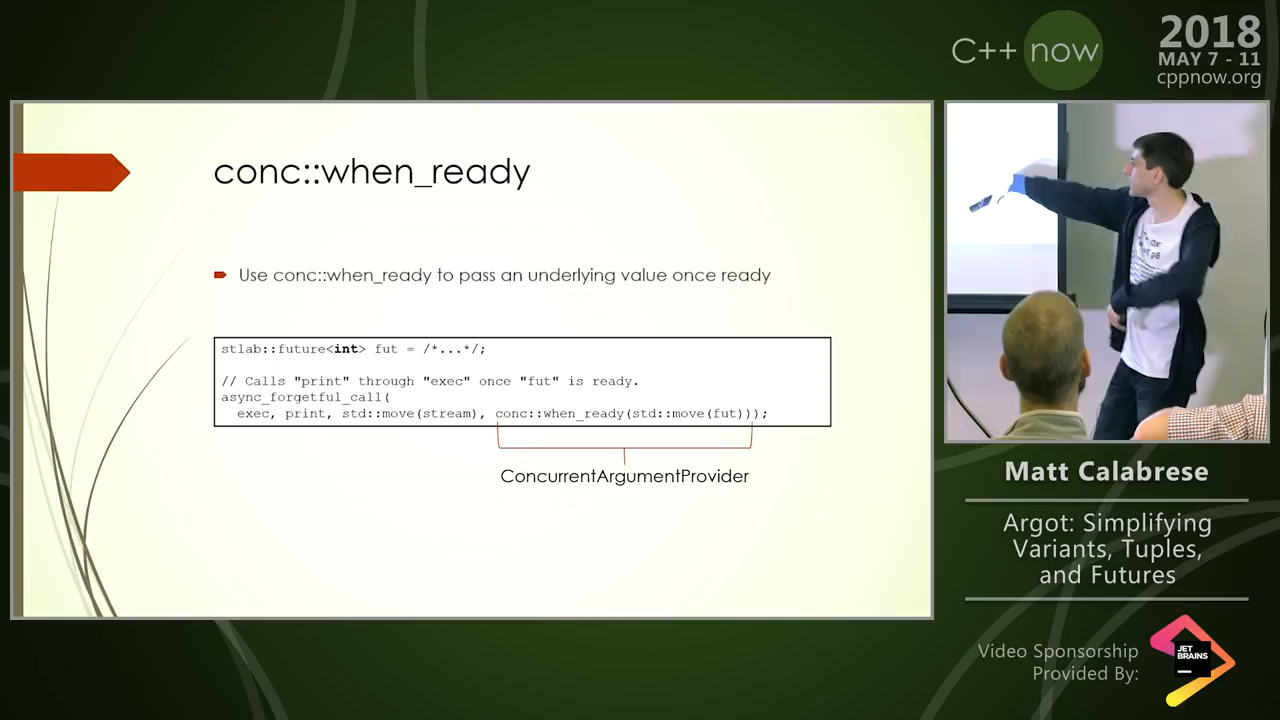 C++ now
2018
MAY 7 - 11
cppnow.org
conc::when_ready
Use conc::when_ready to pass an underlying value once ready
stlab::future<int> fut = /*...*/;
// Calls "print" through "exec" once "fut" is ready.
async_forgetful_call(
exec, print, std::move(stream), conc::when_ready(std::move(fut)));
ConcurrentArgumentProvider
Matt Calabrese
Argot: Simplifying
Variants, Tuples,
and Futures
Video Sponsorship
Provided By:
JET
BRAINS